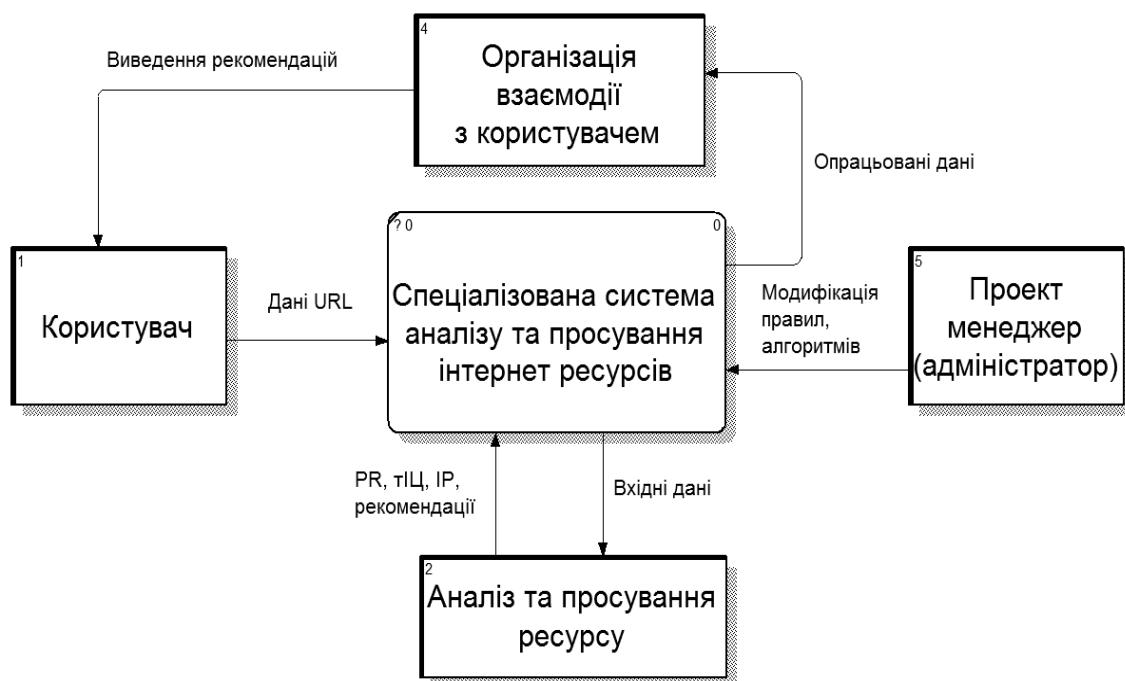 4
Організація
взаємодії
з користувачем
Виведення рекомендацій
Опрацьовані дані
? 0
0
Спеціалізована система
аналізу та просування
інтернет ресурсів
1
Користувач
Дані URL
5
Проект
менеджер
(адміністратор)
Модифікація
правил,
алгоритмів
PR, тІЦ, IP,
рекомендації
Вхідні дані
2
Аналіз та просування
ресурсу